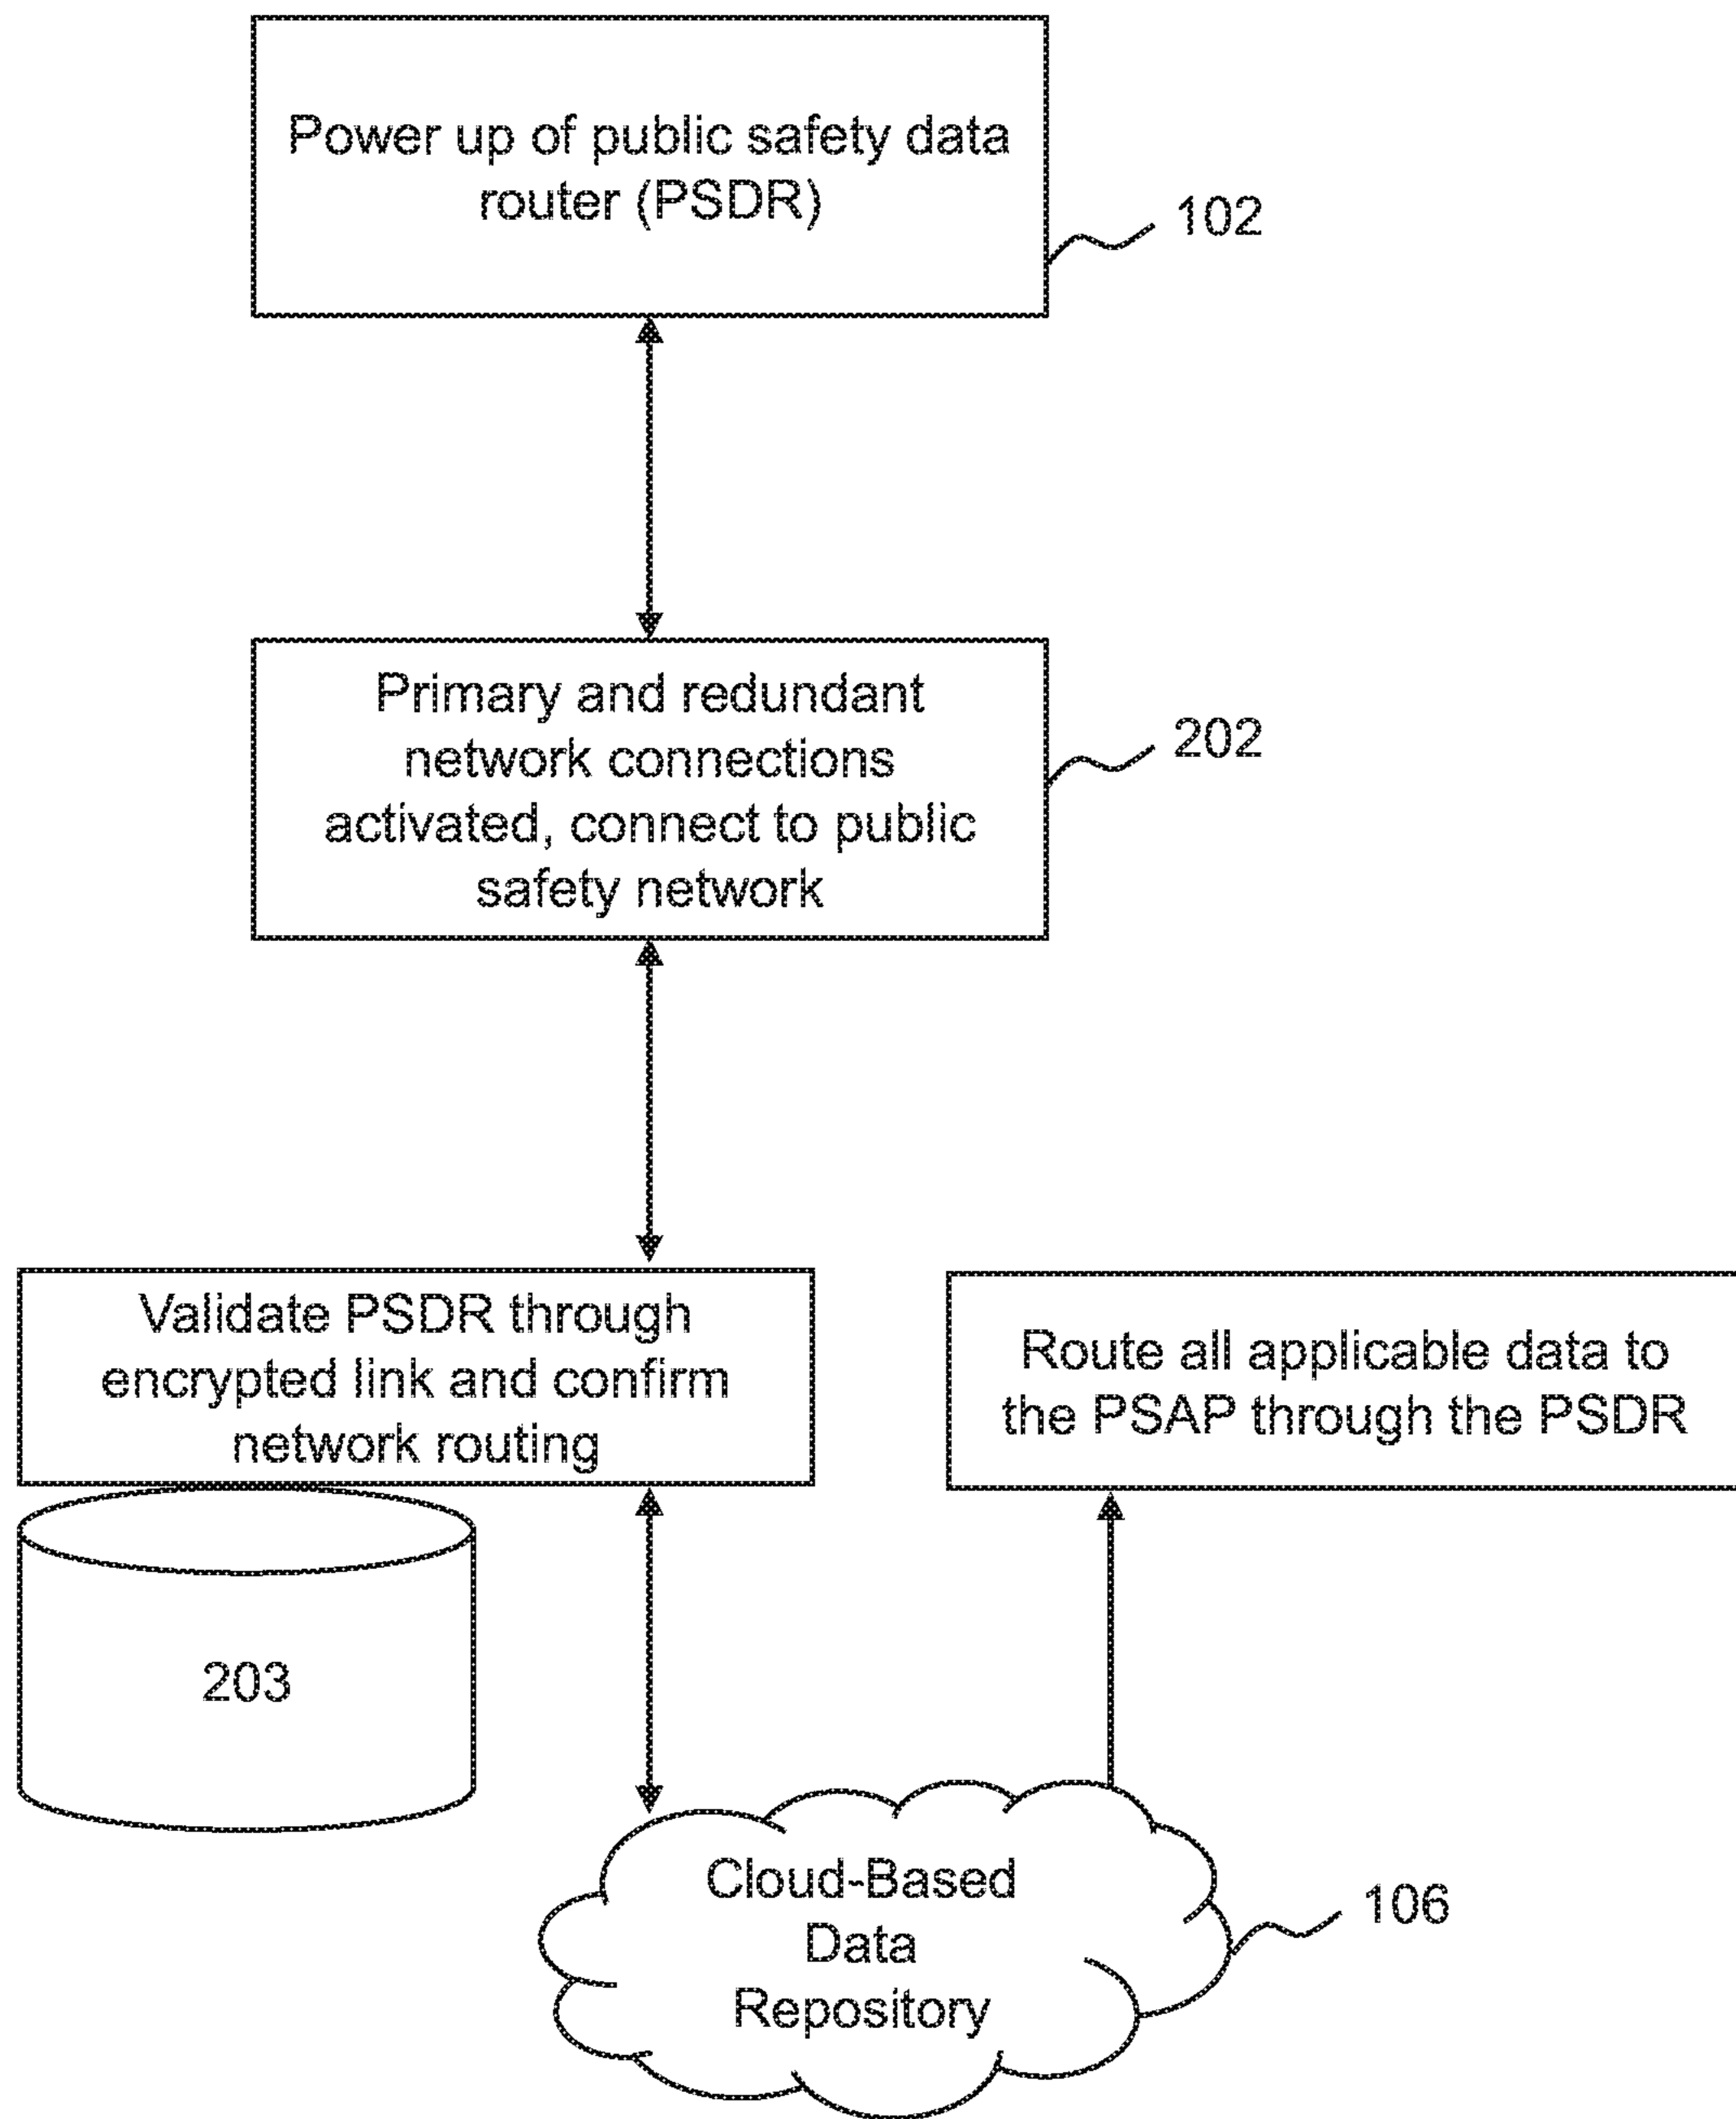 Power up of public safety data
router (PSDR)
102
Primary and redundant
network connections
activated, connect to public
safety network
202
Validate PSDR through
encrypted link and confirm
network routing
Route all applicable data to
the PSAP through the PSDR
203
Cloud-Based
Data
Repository
106